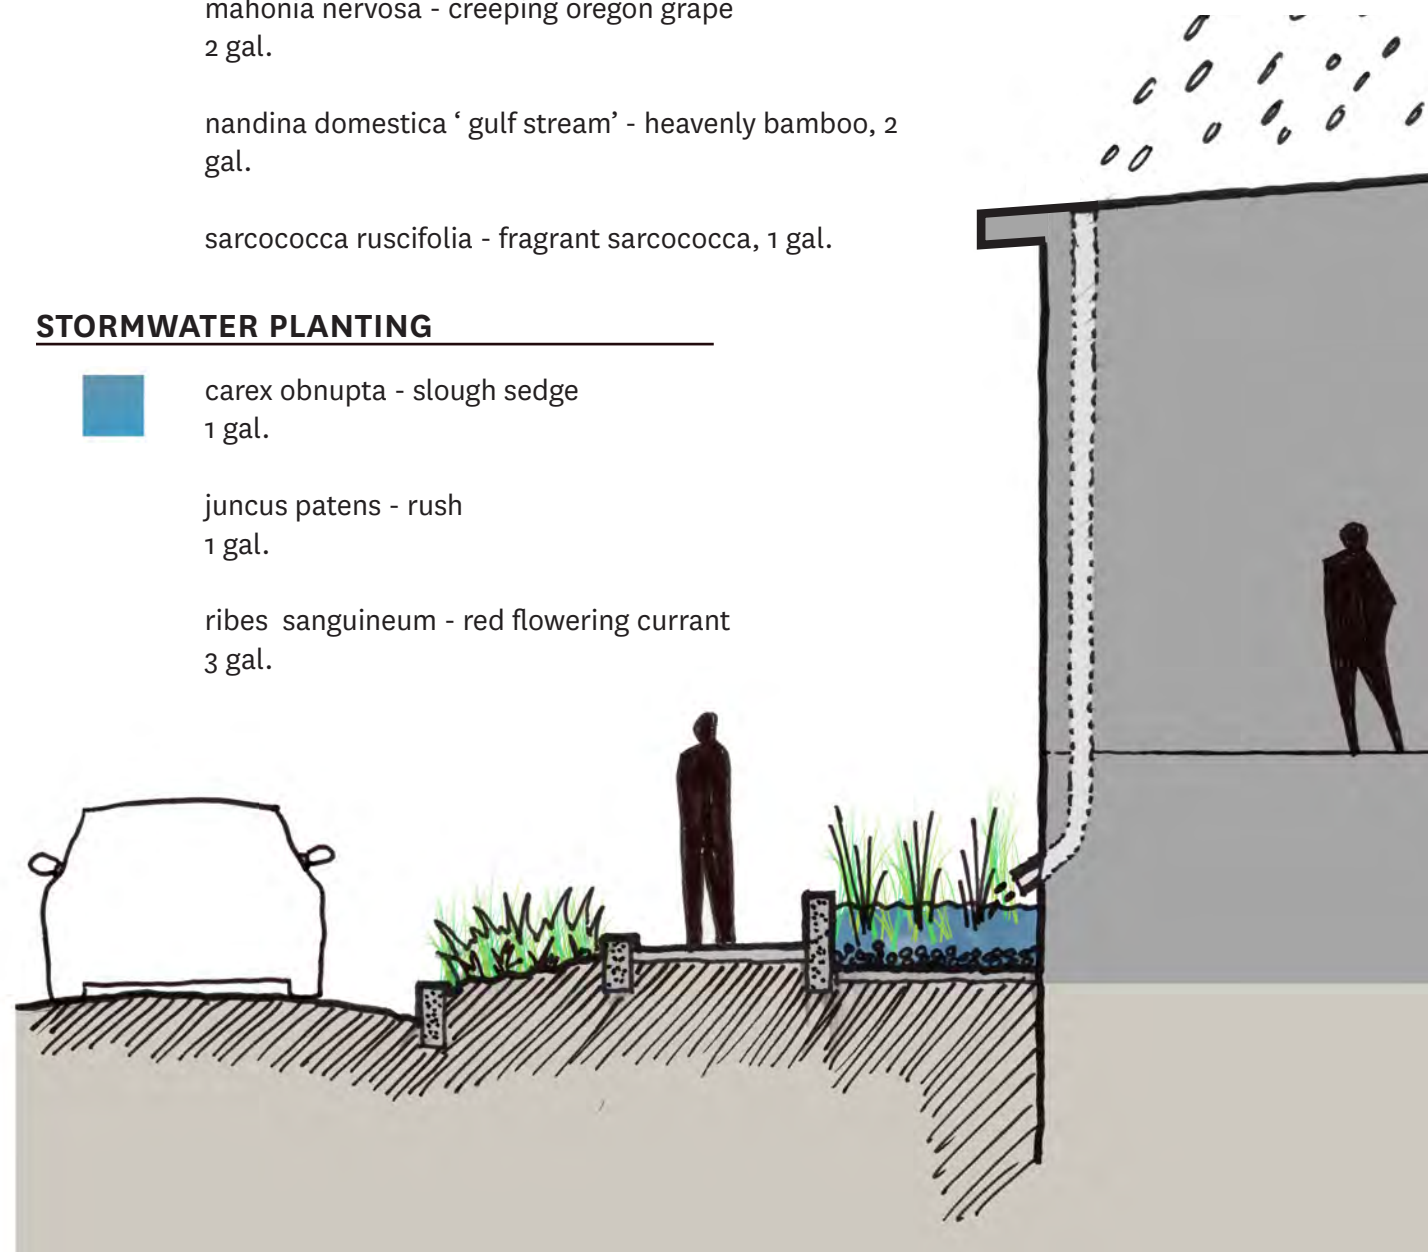 mahonia nervosa - creeping oregon grape
2 gal.
nandina domestica ‘ gulf stream’ - heavenly bamboo, 2
gal.
sarcococca ruscifolia - fragrant sarcococca, 1 gal.
STORMWATER PLANTING
carex obnupta - slough sedge
1 gal.
juncus patens - rush
1 gal.
ribes  sanguineum - red flowering currant
3 gal.